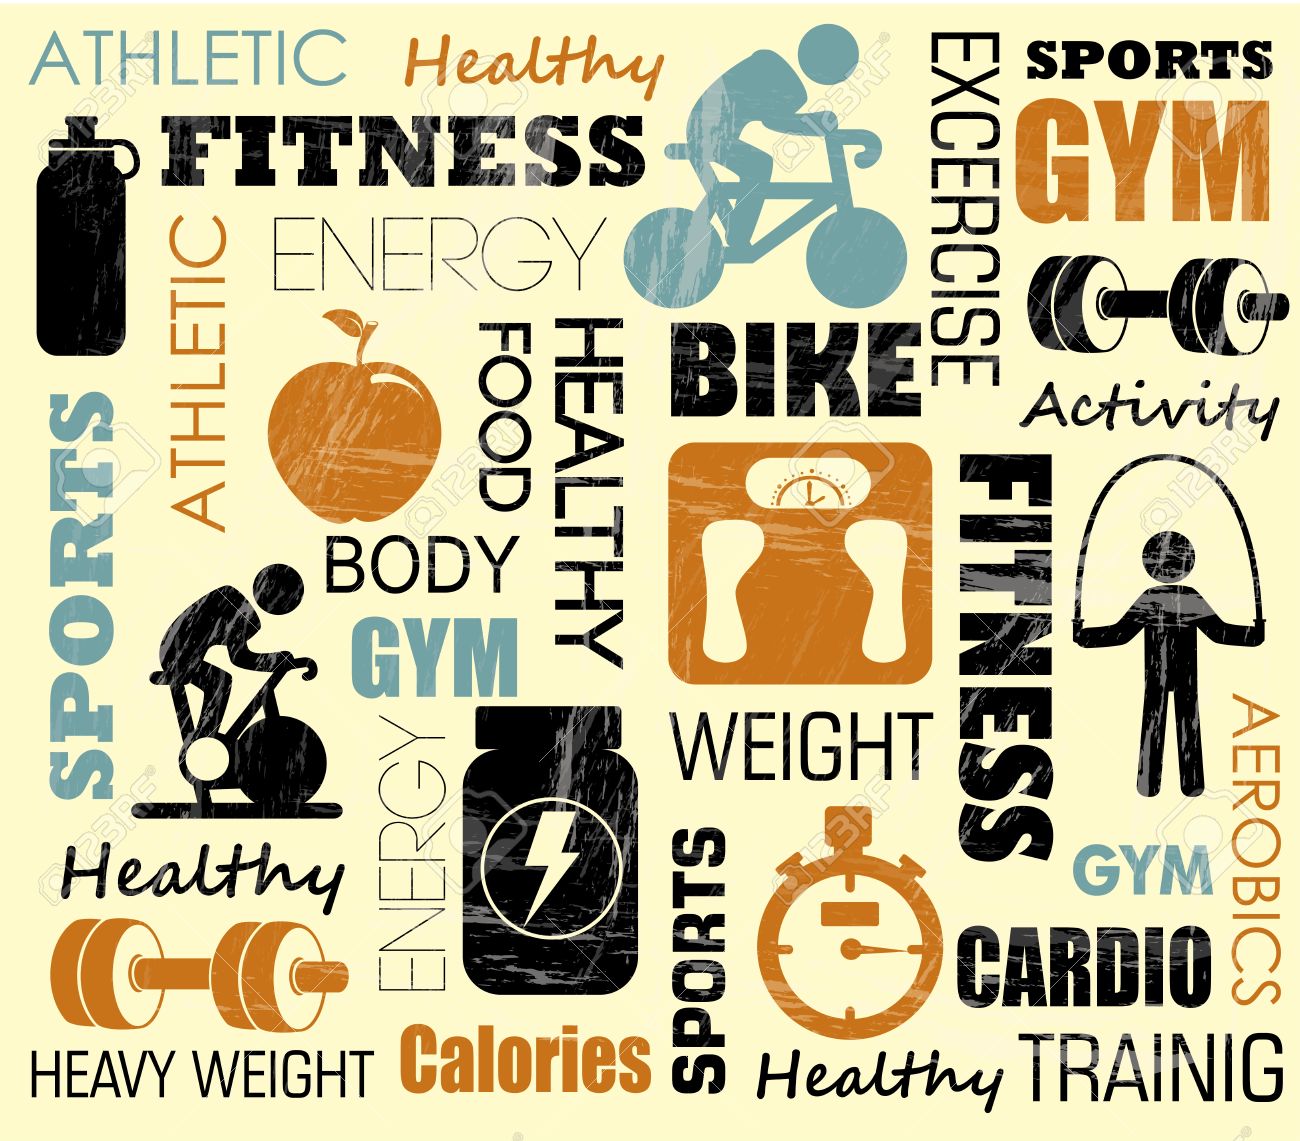 ATHLETIC
Healthy
EXCERCISE
SPORTS
GYM
FITNESS
ATHLETIC
ENERGY
BIKE
Activity
FOOD
HEALTHY
SPORTS
BODY
GYM
FITNESS
WEIGHT
AEROBICS
ENERGY
Healthy
SPORTS
GYM
CARDIO
HEAVY WEIGHT
Calories
Healthy
TRAINIG
123RF